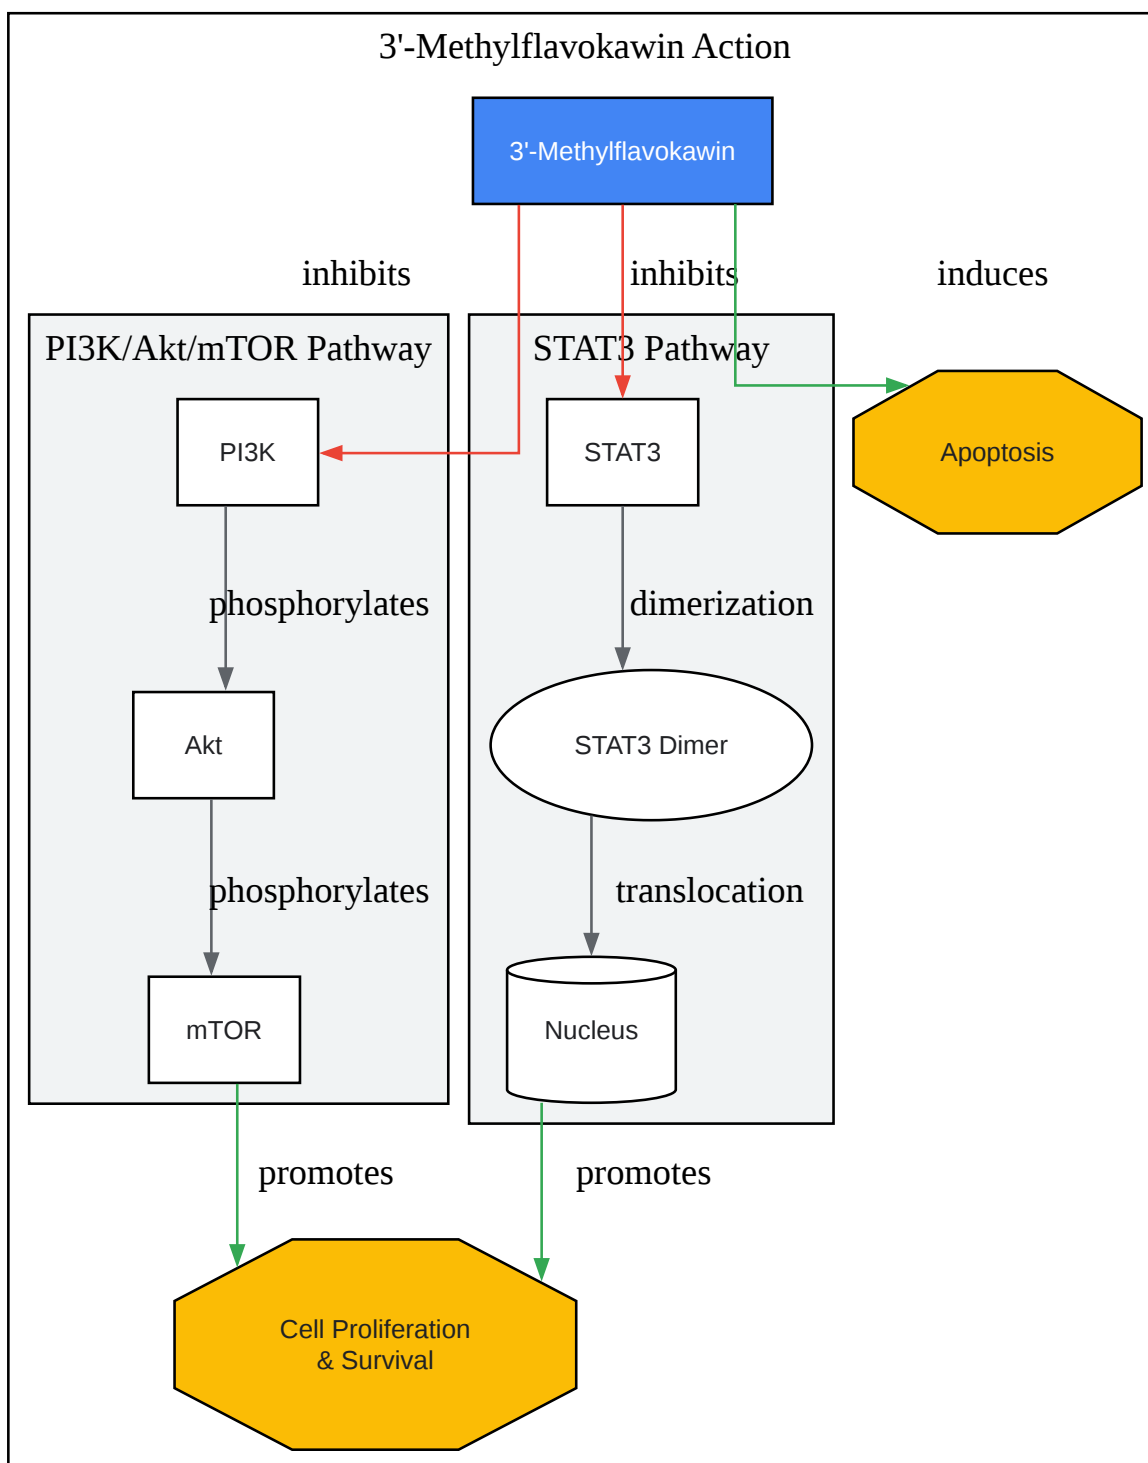 3'-Methylflavokawin Action
3'-Methylflavokawin
inhibits
inhibits
induces
PI3K/Akt/mTOR Pathway
STAT3 Pathway
PI3K
STAT3
Apoptosis
phosphorylates
dimerization
Akt
STAT3 Dimer
phosphorylates
translocation
mTOR
Nucleus
promotes
promotes
Cell Proliferation
& Survival